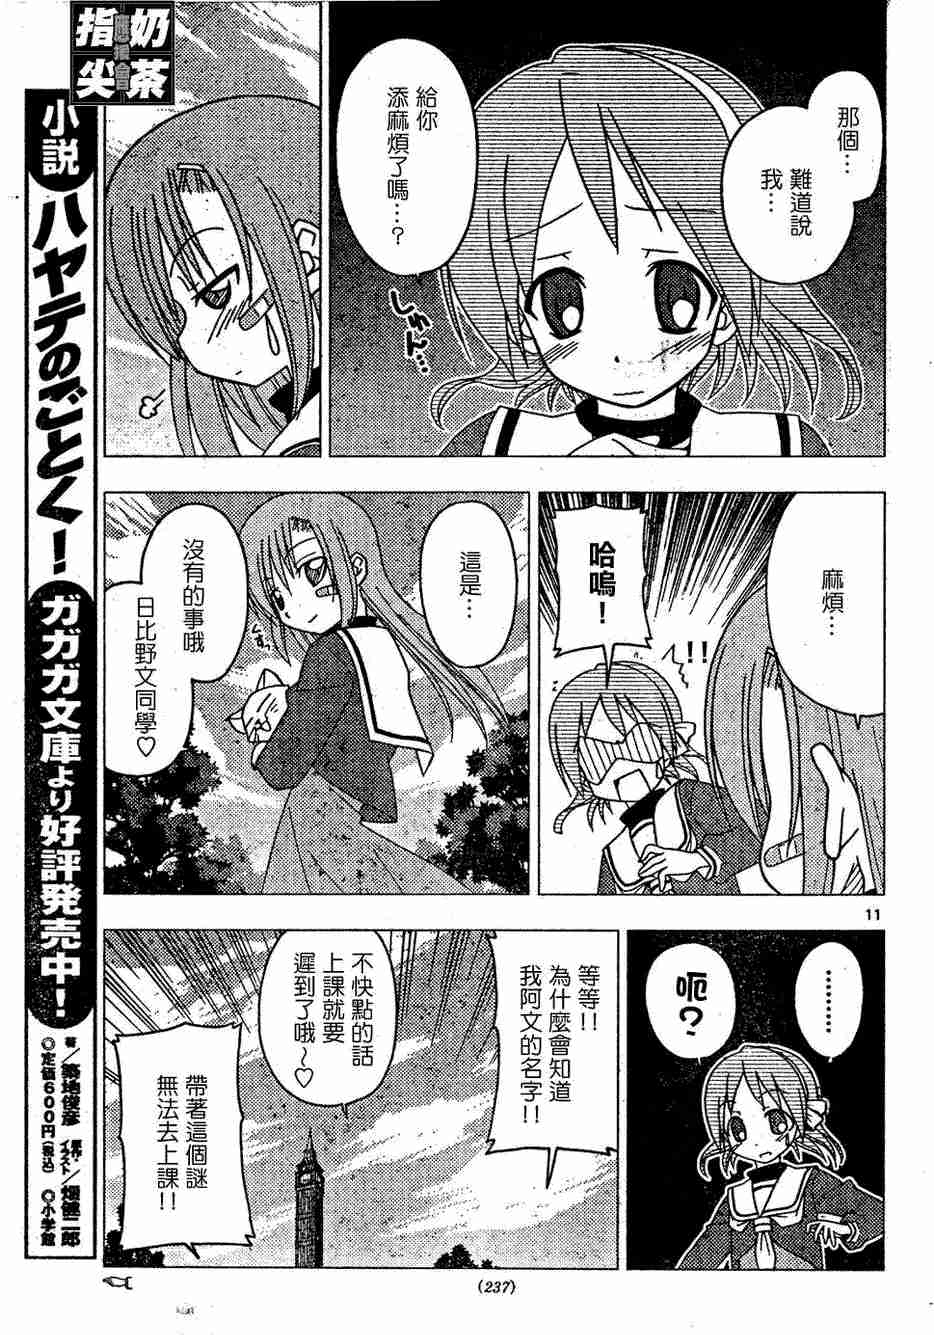 指奶
尖茶
那個…
難道說
我…
給你
添麻煩了嗎…?
しゅん…
麻煩…
哈嗚!
!!
這是…
沒有的事哦
日比野文同學♡
くすっ
11
………
呃?
等等!!
為什麼會知道
我阿文的名字!!
不快點的話
上課就要
遲到了哦~♡
帶著這個謎
無法去上課!!
(237)
小説 ハヤテのごとく! ガガガ文庫より好評発売中!
著/築地俊彦 原作・イラスト/畑健二郎
◎定価600円(税込) ◎小学館